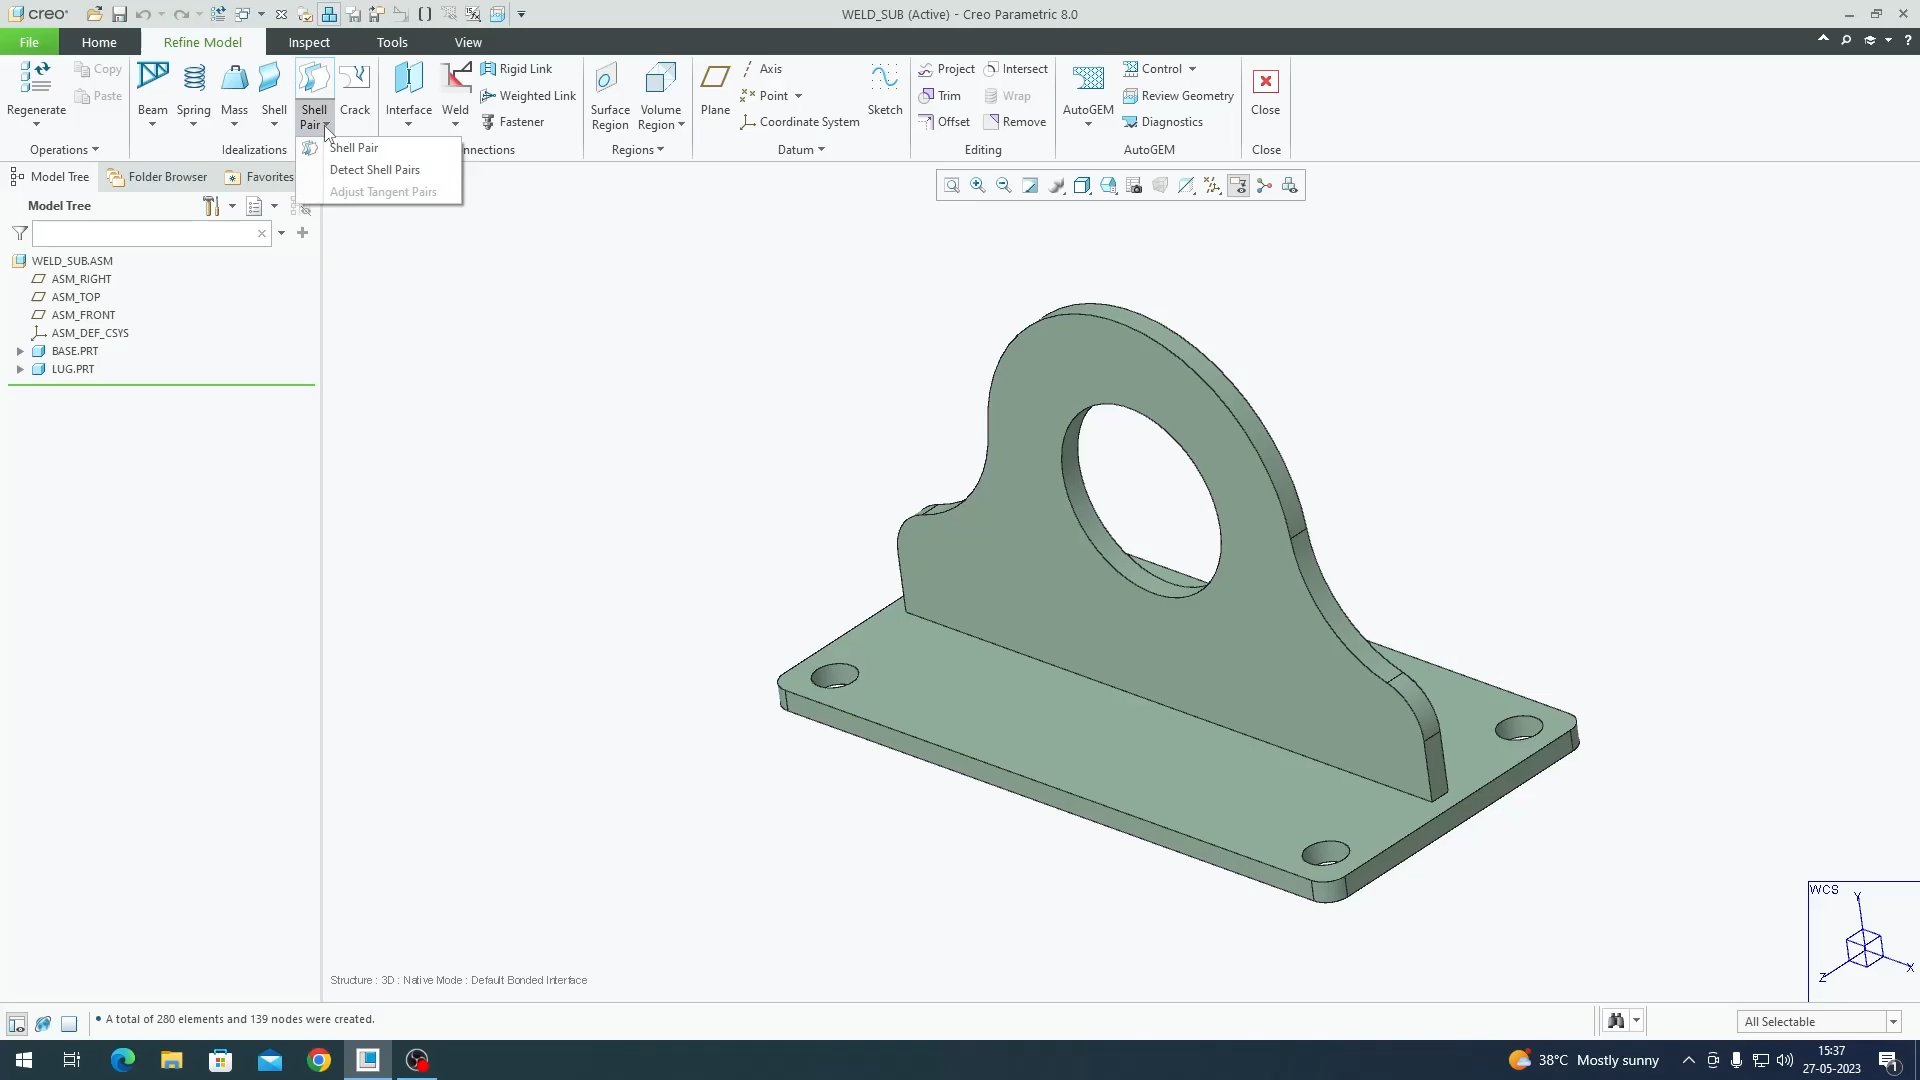 creo
WELD_SUB (Active) - Creo Parametric 8.0
File Home Refine Model Inspect Tools View
Regenerate
Copy
Paste
Operations
Beam
Spring
Mass
Shell
Shell Pair
Crack
Idealizations
Interface
Weld
Rigid Link
Weighted Link
Fastener
nnections
Surface Region
Volume Region
Regions
Plane
Axis
Point
Coordinate System
Sketch
Datum
Project
Intersect
Trim
Wrap
Offset
Remove
Editing
AutoGEM
Control
Review Geometry
Diagnostics
AutoGEM
Close
Close
Shell Pair
Detect Shell Pairs
Adjust Tangent Pairs
Model Tree
Folder Browser
Favorites
Model Tree
WELD_SUB.ASM
ASM_RIGHT
ASM_TOP
ASM_FRONT
ASM_DEF_CSYS
BASE.PRT
LUG.PRT
WCS
Y
X
Z
Structure : 3D : Native Mode : Default Bonded Interface
• A total of 280 elements and 139 nodes were created.
All Selectable
38°C Mostly sunny
15:37
27-05-2023
1